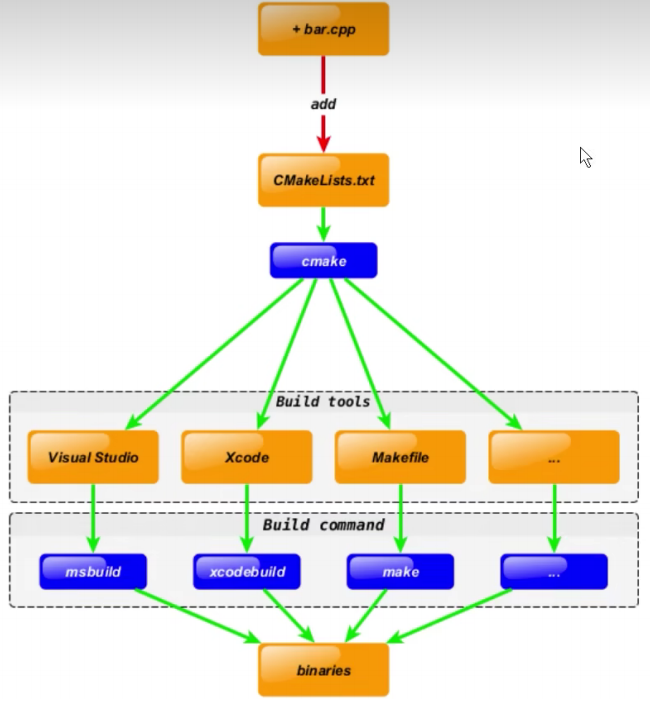 + bar.cpp
add
CMakeLists.txt
cmake
Build tools
Visual Studio
Xcode
Makefile
...
Build command
msbuild
xcodebuild
make
...
binaries